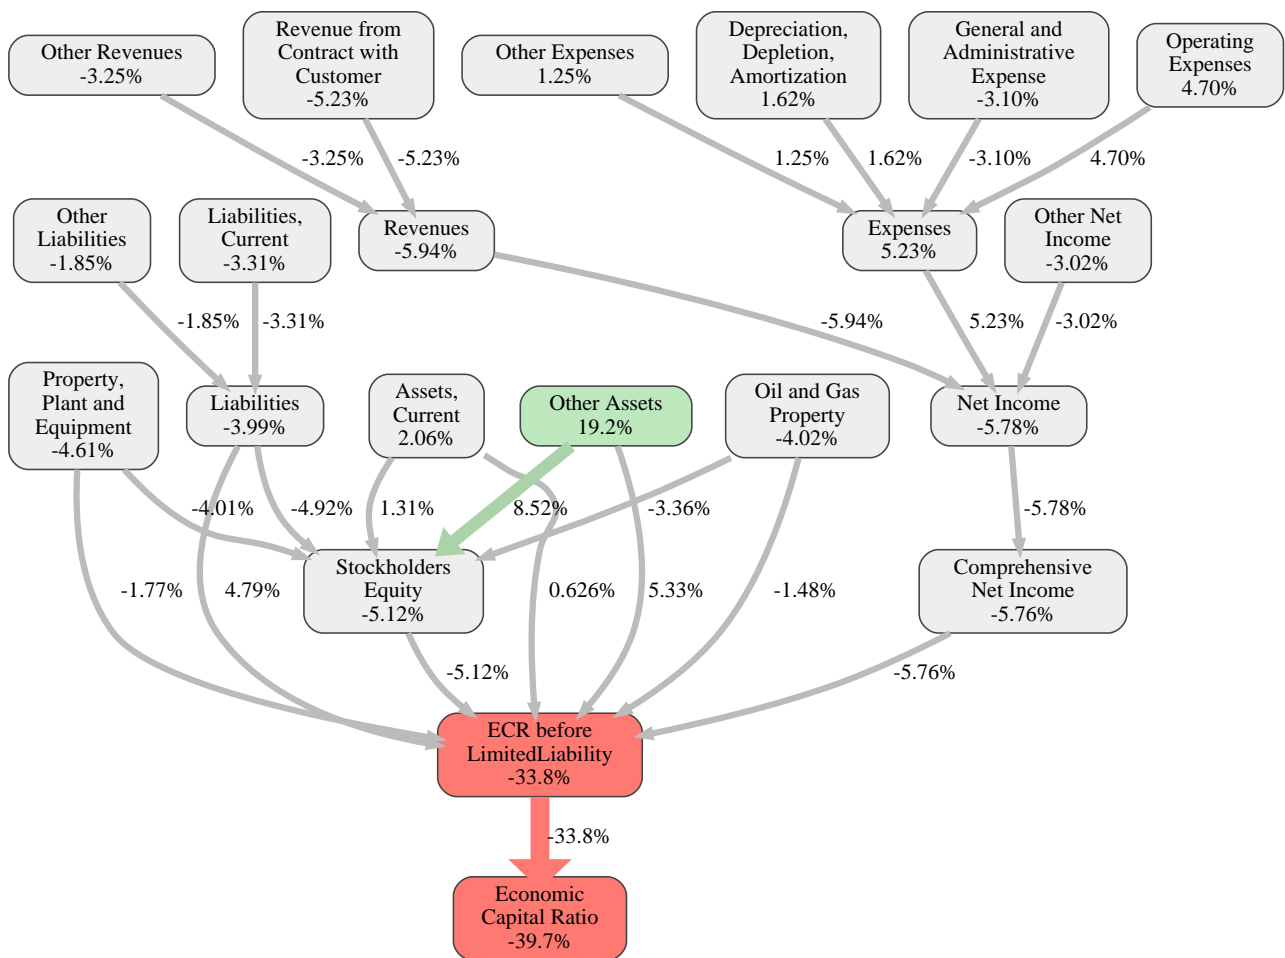 Other Revenues
-3.25%
Revenue from
Contract with
Customer
-5.23%
Other Expenses
1.25%
Depreciation,
Depletion,
Amortization
1.62%
General and
Administrative
Expense
-3.10%
Operating
Expenses
4.70%
-3.25%
-5.23%
1.25%
1.62%
-3.10%
4.70%
Other
Liabilities
-1.85%
Liabilities,
Current
-3.31%
Revenues
-5.94%
Expenses
5.23%
Other Net
Income
-3.02%
-1.85%
-3.31%
-5.94%
5.23%
-3.02%
Property,
Plant and
Equipment
-4.61%
Liabilities
-3.99%
Assets,
Current
2.06%
Other Assets
19.2%
Oil and Gas
Property
-4.02%
Net Income
-5.78%
-4.01%
-4.92%
1.31%
8.52%
-3.36%
-5.78%
Stockholders
Equity
-5.12%
Comprehensive
Net Income
-5.76%
-1.77%
4.79%
0.626%
5.33%
-1.48%
-5.12%
-5.76%
ECR before
LimitedLiability
-33.8%
-33.8%
Economic
Capital Ratio
-39.7%